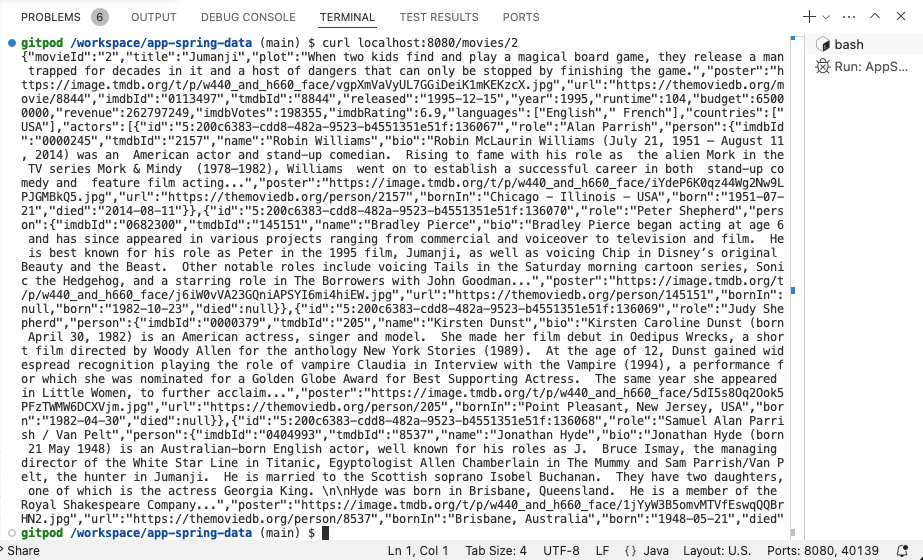 PROBLEMS 6 OUTPUT DEBUG CONSOLE TERMINAL TEST RESULTS PORTS
gitpod /workspace/app-spring-data (main) $ curl localhost:8080/movies/2
{"movieId":"2","title":"Jumanji","plot":"When two kids find and play a magical board game, they release a man
trapped for decades in it and a host of dangers that can only be stopped by finishing the game.","poster":"h
ttps://image.tmdb.org/t/p/w440_and_h660_face/vgpXmVaVyUL7GGiDeiK1mKEKzcX.jpg","url":"https://themoviedb.org/m
ovie/8844","imdbId":"0113497","tmdbId":"8844","released":"1995-12-15","year":1995,"runtime":104,"budget":6500
0000,"revenue":262797249,"imdbVotes":198355,"imdbRating":6.9,"languages":["English"," French"],"countries":["
USA"],"actors":[{"id":"5:200c6383-cdd8-482a-9523-b4551351e51f:136067","role":"Alan Parrish","person":{"imdbId
":"0000245","tmdbId":"2157","name":"Robin Williams","bio":"Robin McLaurin Williams (July 21, 1951 – August 11
, 2014) was an  American actor and stand-up comedian.  Rising to fame with his role as  the alien Mork in the
TV series Mork & Mindy  (1978–1982), Williams  went on to establish a successful career in both  stand-up co
medy and  feature film acting...","poster":"https://image.tmdb.org/t/p/w440_and_h660_face/iYdeP6K0qz44Wg2Nw9L
PJGMBkQ5.jpg","url":"https://themoviedb.org/person/2157","bornIn":"Chicago – Illinois – USA","born":"1951-07-
21","died":"2014-08-11"}},{"id":"5:200c6383-cdd8-482a-9523-b4551351e51f:136070","role":"Peter Shepherd","pers
on":{"imdbId":"0682300","tmdbId":"145151","name":"Bradley Pierce","bio":"Bradley Pierce began acting at age 6
and has since appeared in various projects ranging from commercial and voiceover to television and film.  He
is best known for his role as Peter in the 1995 film, Jumanji, as well as voicing Chip in Disney’s original
Beauty and the Beast.  Other notable roles include voicing Tails in the Saturday morning cartoon series, Soni
c the Hedgehog, and a starring role in The Borrowers with John Goodman...","poster":"https://image.tmdb.org/t
/p/w440_and_h660_face/j6iW0vVA23GQniAPSYI6mi4hiEW.jpg","url":"https://themoviedb.org/person/145151","bornIn":
null,"born":"1982-10-23","died":null}},{"id":"5:200c6383-cdd8-482a-9523-b4551351e51f:136069","role":"Judy She
pherd","person":{"imdbId":"0000379","tmdbId":"205","name":"Kirsten Dunst","bio":"Kirsten Caroline Dunst (born
April 30, 1982) is an American actress, singer and model.  She made her film debut in Oedipus Wrecks, a shor
t film directed by Woody Allen for the anthology New York Stories (1989).  At the age of 12, Dunst gained wid
espread recognition playing the role of vampire Claudia in Interview with the Vampire (1994), a performance f
or which she was nominated for a Golden Globe Award for Best Supporting Actress.  The same year she appeared
in Little Women, to further acclaim...","poster":"https://image.tmdb.org/t/p/w440_and_h660_face/5dI5s8Oq2Ook5
PFzTWMW6DCXVjm.jpg","url":"https://themoviedb.org/person/205","bornIn":"Point Pleasant, New Jersey, USA","bor
n":"1982-04-30","died":null}},{"id":"5:200c6383-cdd8-482a-9523-b4551351e51f:136068","role":"Samuel Alan Parri
sh / Van Pelt","person":{"imdbId":"0404993","tmdbId":"8537","name":"Jonathan Hyde","bio":"Jonathan Hyde (born
21 May 1948) is an Australian-born English actor, well known for his roles as J.  Bruce Ismay, the managing
director of the White Star Line in Titanic, Egyptologist Allen Chamberlain in The Mummy and Sam Parrish/Van P
elt, the hunter in Jumanji.  He is married to the Scottish soprano Isobel Buchanan.  They have two daughters,
one of which is the actress Georgia King. \n\nHyde was born in Brisbane, Queensland.  He is a member of the
Royal Shakespeare Company...","poster":"https://image.tmdb.org/t/p/w440_and_h660_face/1jYyW3B5omvMTVfEswqQQBr
HN2.jpg","url":"https://themoviedb.org/person/8537","bornIn":"Brisbane, Australia","born":"1948-05-21","died"
gitpod /workspace/app-spring-data (main) $
bash
Run: AppS...
Share Ln 1, Col 1 Tab Size: 4 UTF-8 LF {} Java Layout: U.S. Ports: 8080, 40139